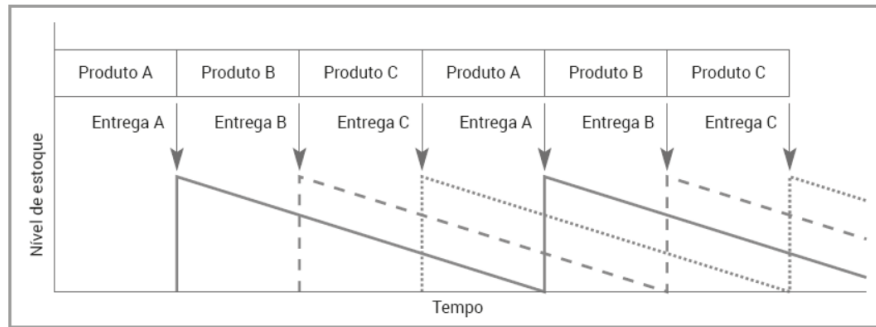 Produto A Produto B Produto C Produto A Produto B Produto C
Entrega A Entrega B Entrega C Entrega A Entrega B Entrega C
Nível de estoque
Tempo